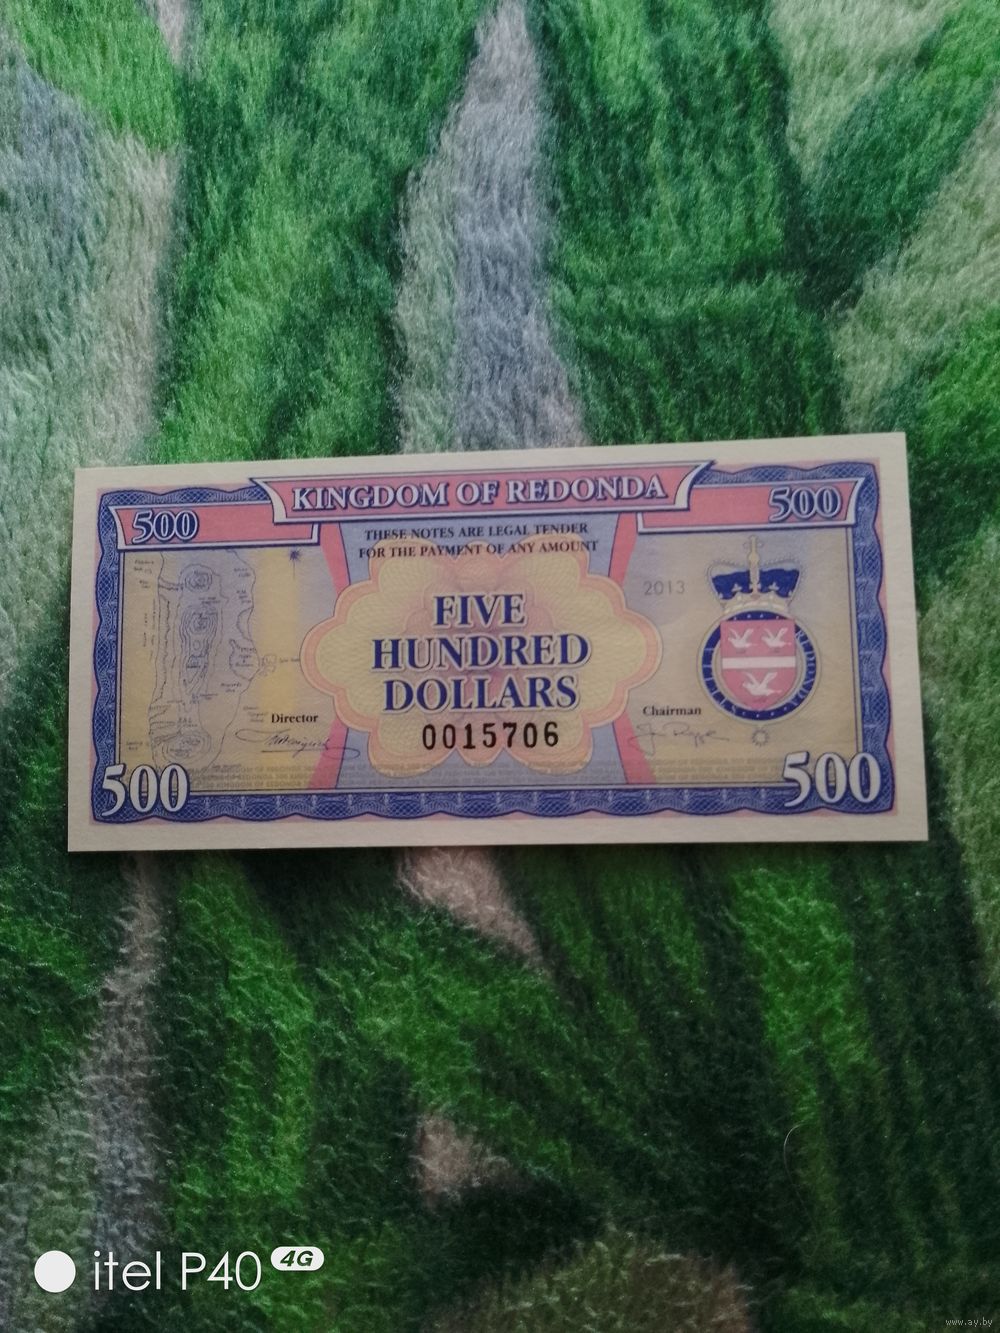 KINGDOM OF REDONDA
500
500
THESE NOTES ARE LEGAL TENDER
FOR THE PAYMENT OF ANY AMOUNT
2013
FIVE
HUNDRED
DOLLARS
0015706
Director
Chairman
500
500
itel P40 4G
www.ay.by